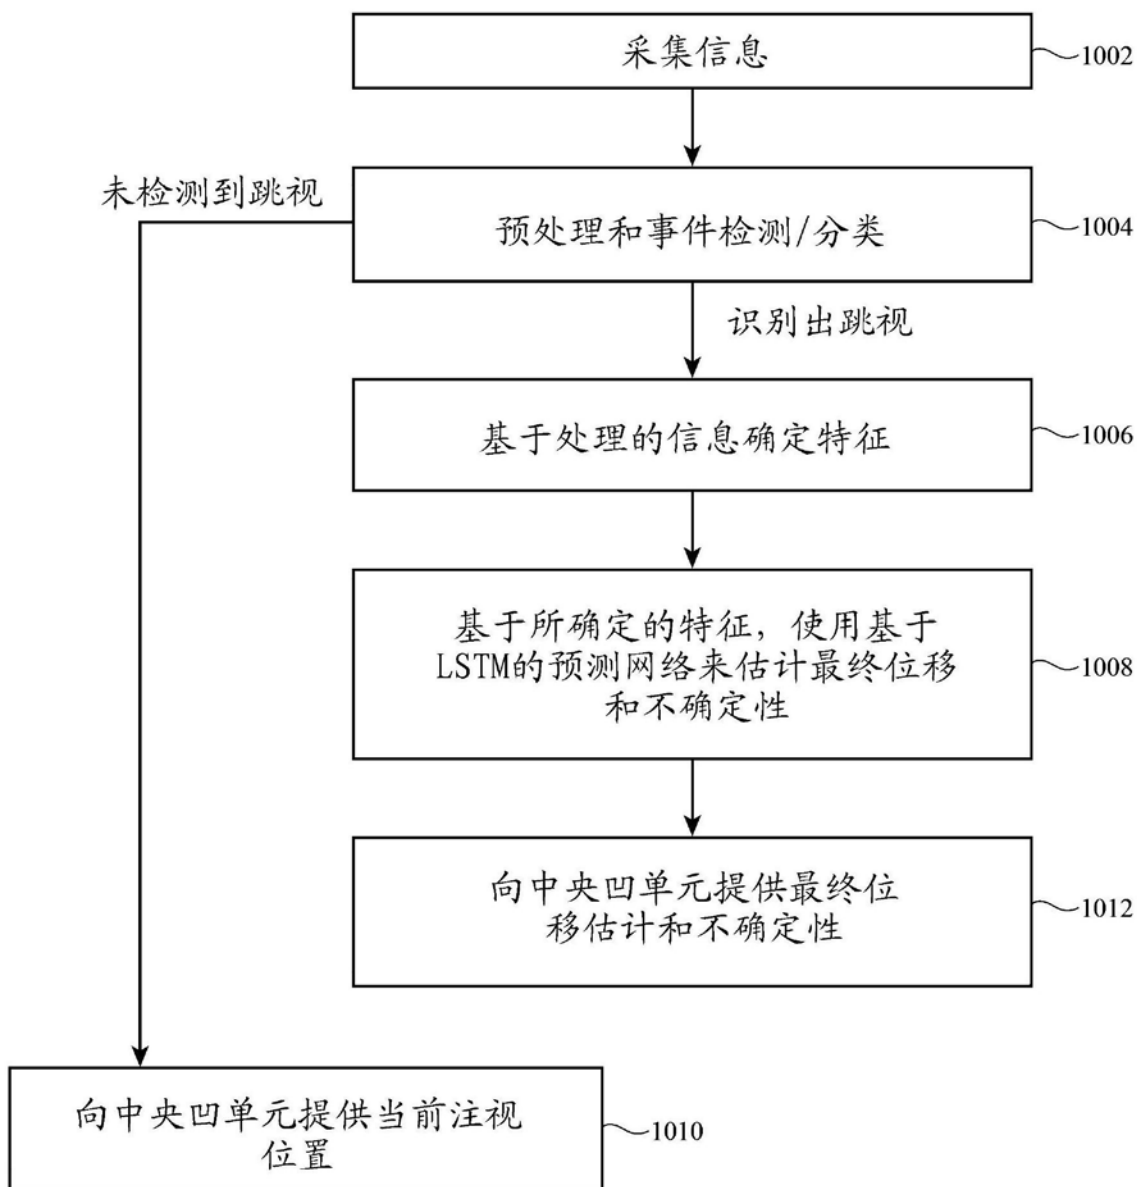 采集信息
1002
未检测到跳视
预处理和事件检测/分类
1004
识别出跳视
基于处理的信息确定特征
1006
基于所确定的特征，使用基于
LSTM的预测网络来估计最终位移
和不确定性
1008
向中央凹单元提供最终位
移估计和不确定性
1012
向中央凹单元提供当前注视
位置
1010